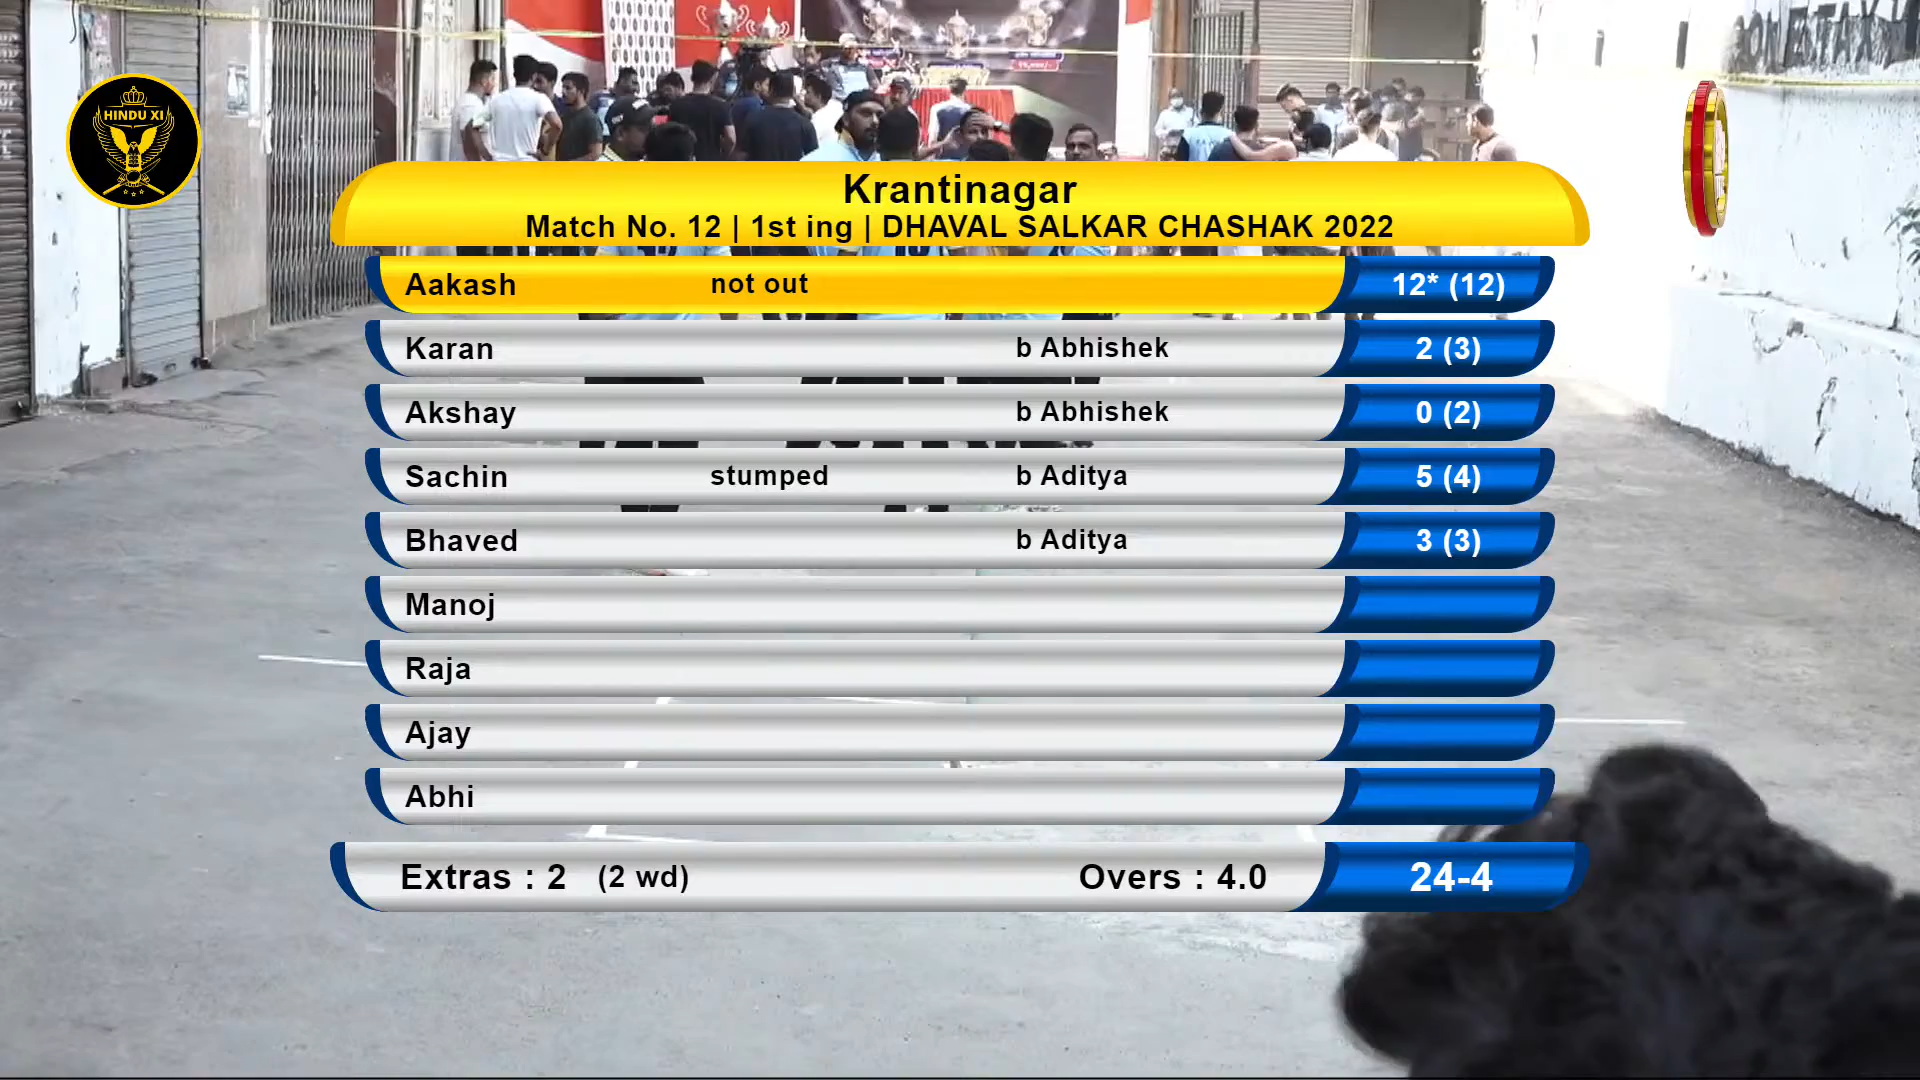 HINDU XI
Krantinagar
Match No. 12 | 1st ing | DHAVAL SALKAR CHASHAK 2022
Aakash not out 12* (12)
Karan b Abhishek 2 (3)
Akshay b Abhishek 0 (2)
Sachin stumped b Aditya 5 (4)
Bhaved b Aditya 3 (3)
Manoj
Raja
Ajay
Abhi
Extras : 2 (2 wd) Overs : 4.0 24-4